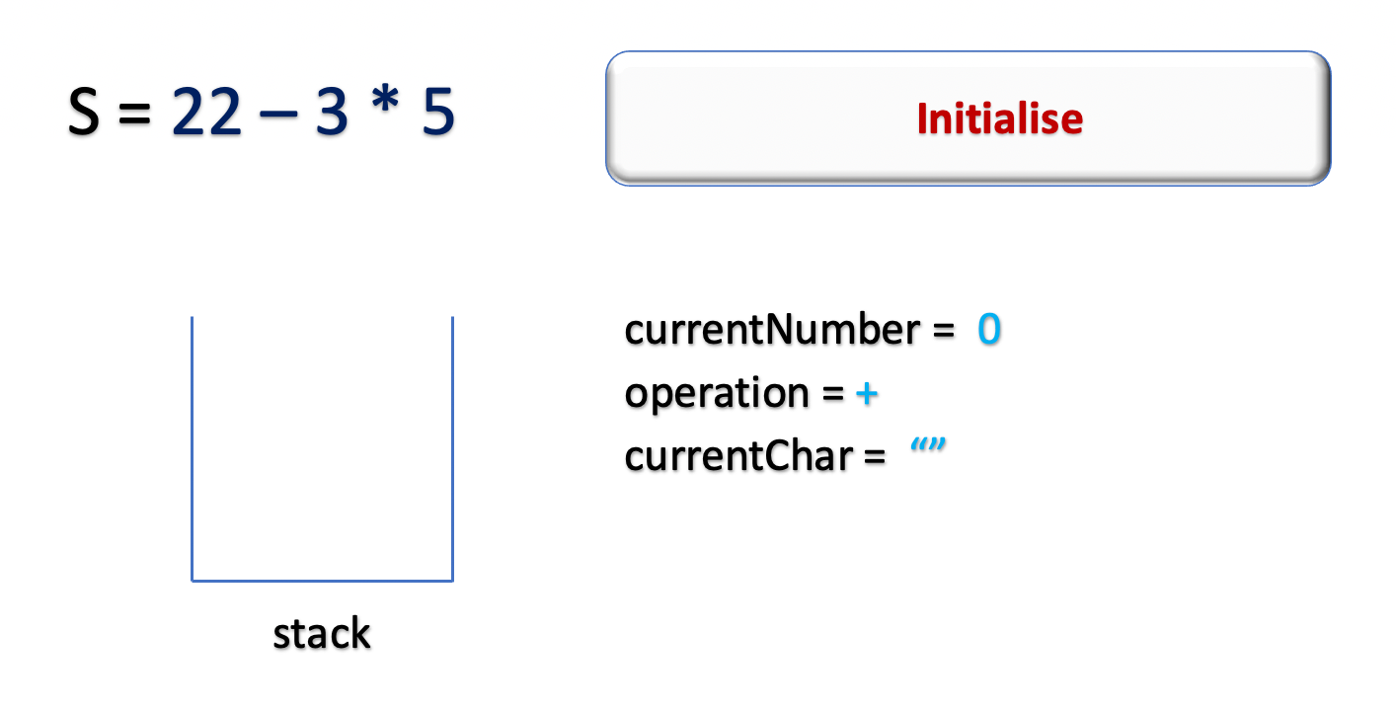 S = 22 – 3 * 5
Initialise
currentNumber = 0
operation = +
currentChar = “”
stack